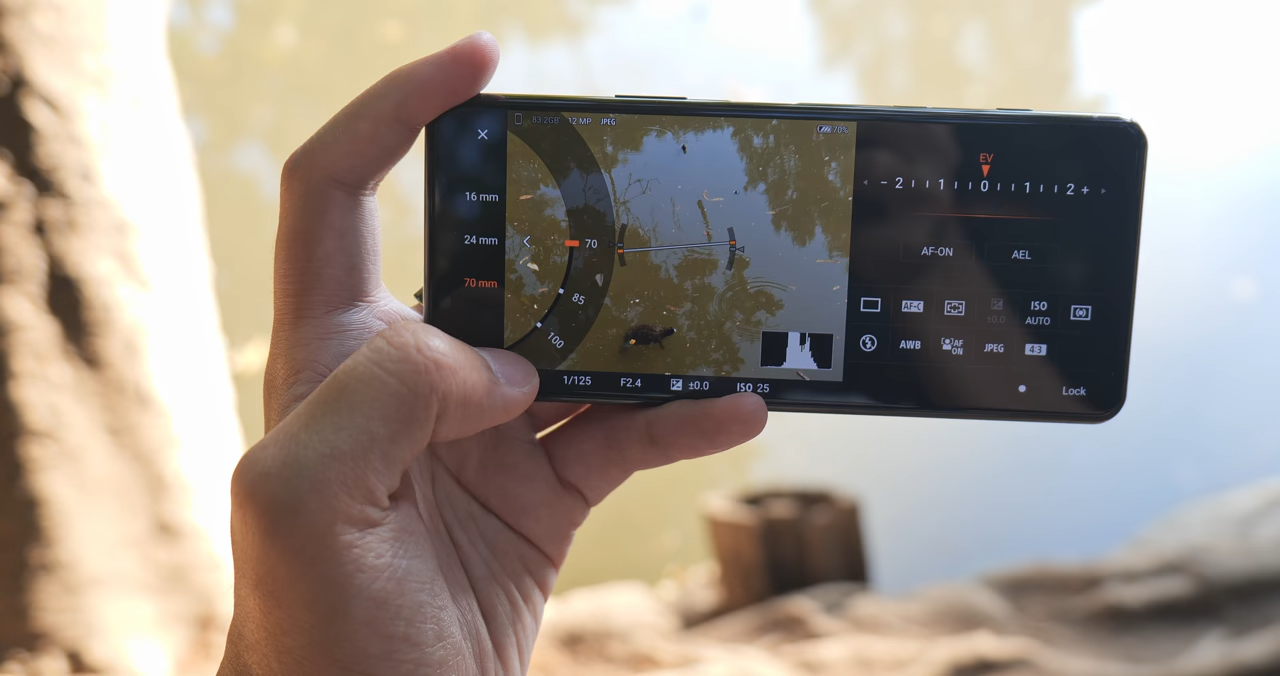 83.2GB 12 MP JPEG
70%
×
16 mm
24 mm
70 mm
70
85
100
EV
− 2 1 0 1 2 +
AF-ON AEL
AF-C ±0.0 ISO AUTO
AWB AF ON JPEG 4:3
1/125 F2.4 ±0.0 ISO 25
Lock